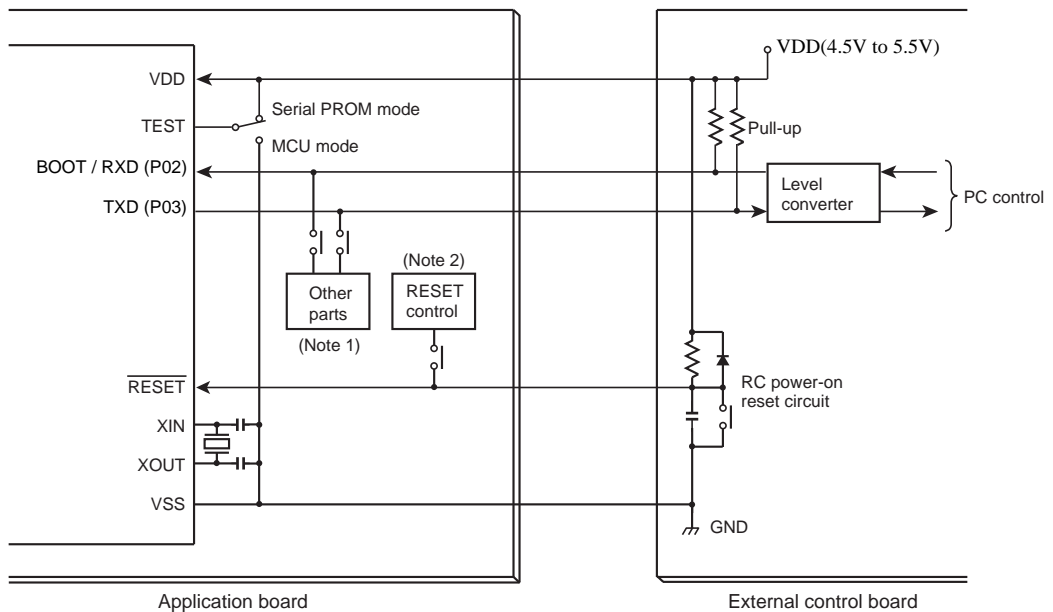 VDD(4.5V to 5.5V)
VDD
Serial PROM mode
TEST
Pull-up
MCU mode
BOOT / RXD (P02)
Level
converter
PC control
TXD (P03)
(Note 2)
Other
parts
RESET
control
(Note 1)
RESET
RC power-on
reset circuit
XIN
XOUT
VSS
GND
Application board
External control board